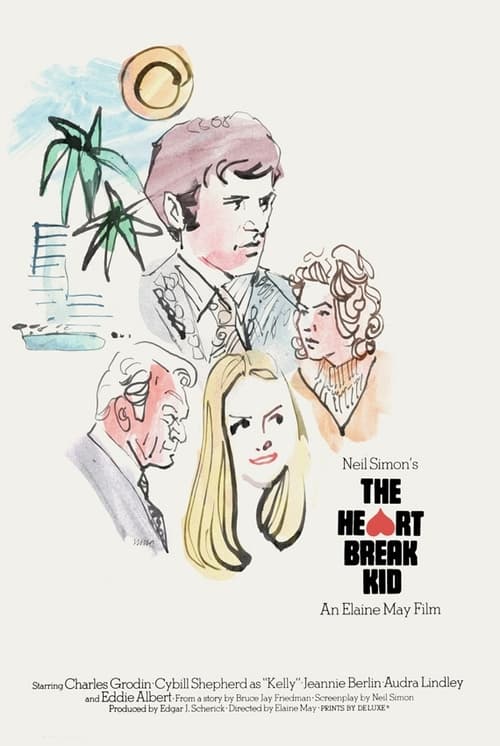 Neil Simon's
THE
HE♥RT
BREAK
KID
An Elaine May Film
Starring Charles Grodin·Cybill Shepherd as "Kelly"·Jeannie Berlin·Audra Lindley
and Eddie Albert·From a story by Bruce Jay Friedman·Screenplay by Neil Simon
Produced by Edgar J. Scherick·Directed by Elaine May·PRINTS BY DELUXE®